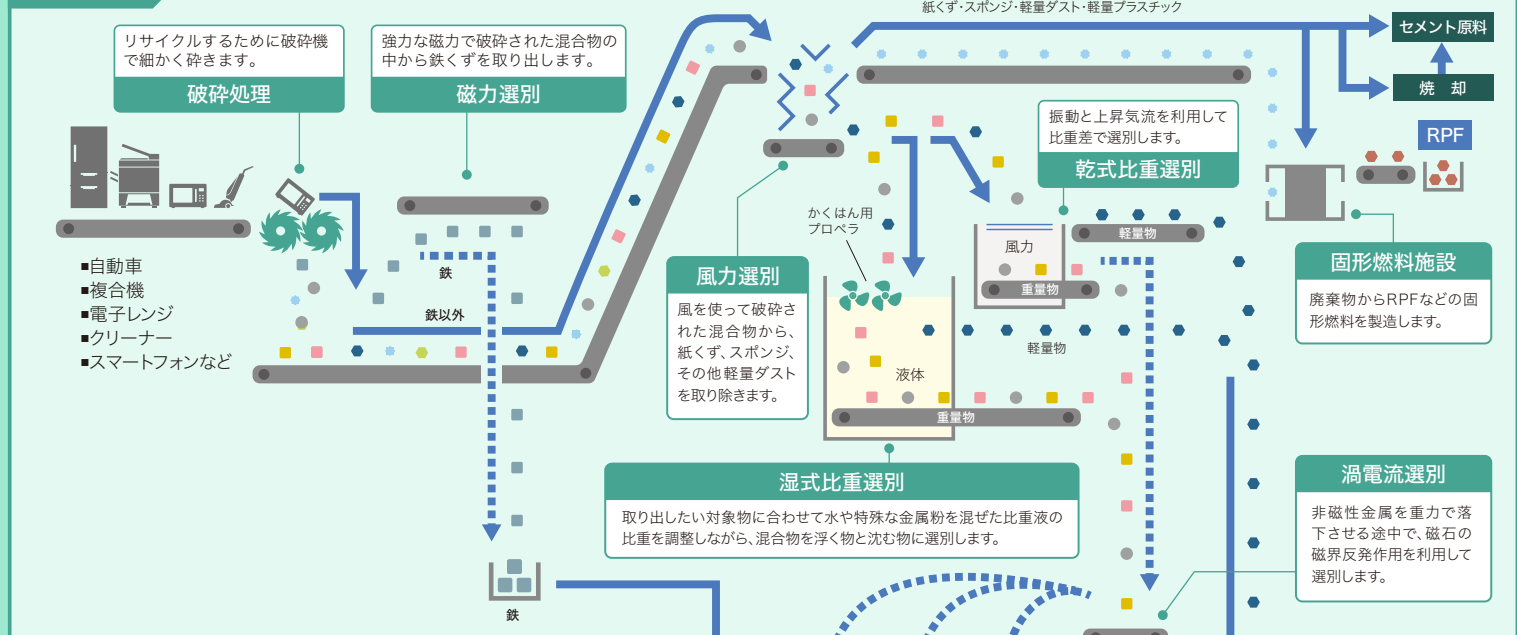 紙くず・スポンジ・軽量ダスト・軽量プラスチック
セメント原料
焼 却
RPF
リサイクルするために破砕機
で細かく砕きます。
破砕処理
強力な磁力で破砕された混合物の
中から鉄くずを取り出します。
磁力選別
振動と上昇気流を利用して
比重差で選別します。
乾式比重選別
かくはん用
プロペラ
風力
軽量物
重量物
鉄
鉄以外
■自動車
■複合機
■電子レンジ
■クリーナー
■スマートフォンなど
風力選別
風を使って破砕さ
れた混合物から、
紙くず、スポンジ、
その他軽量ダスト
を取り除きます。
固形燃料施設
廃棄物からRPFなどの固
形燃料を製造します。
軽量物
液体
重量物
湿式比重選別
取り出したい対象物に合わせて水や特殊な金属粉を混ぜた比重液の
比重を調整しながら、混合物を浮く物と沈む物に選別します。
渦電流選別
非磁性金属を重力で落
下させる途中で、磁石の
磁界反発作用を利用して
選別します。
鉄